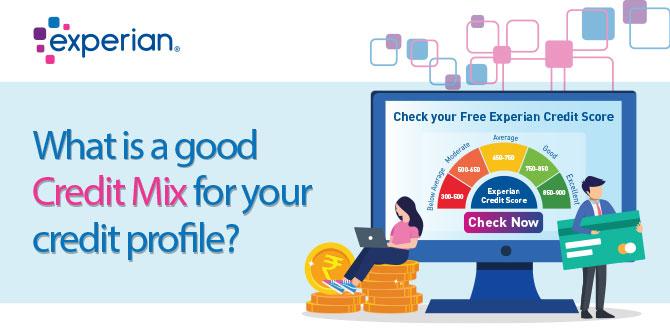 experian®
What is a good
Credit Mix for your
credit profile?
Check your Free Experian Credit Score
Below Average
Moderate
Average
Good
Excellent
300-500
500-650
650-750
750-850
850-900
Experian
Credit Score
Check Now
₹